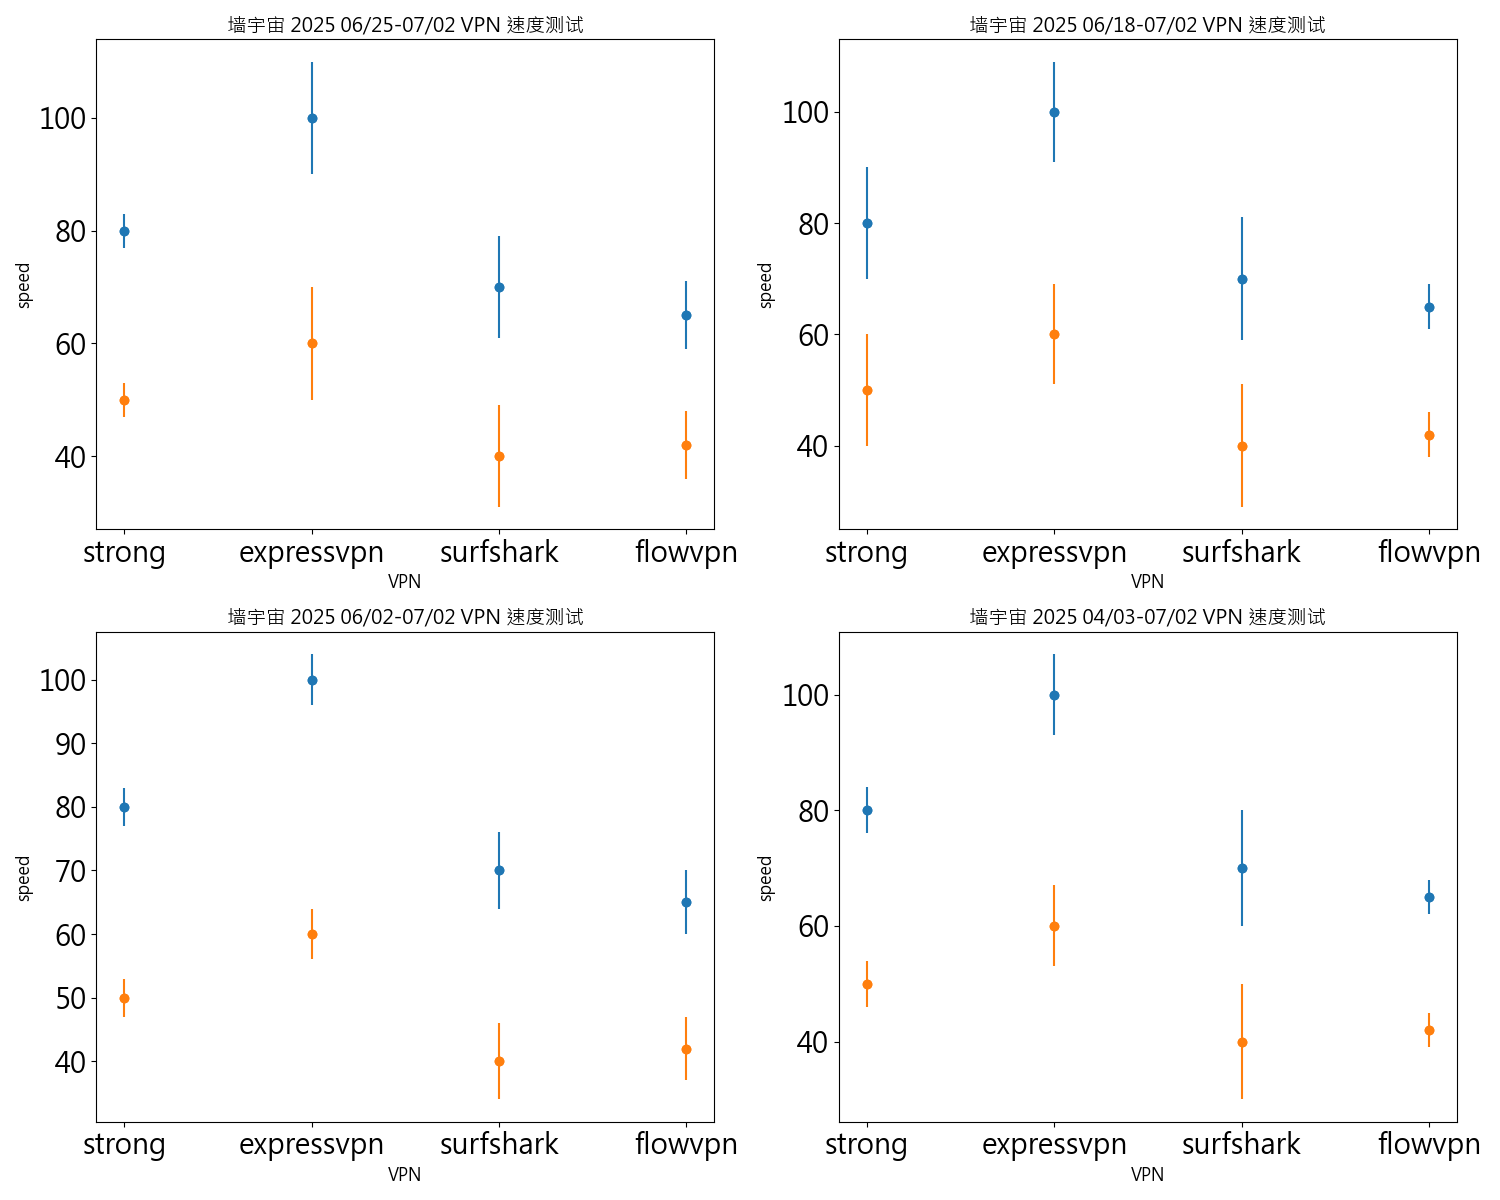 墙宇宙 2025 06/25-07/02 VPN 速度测试
100
80
60
40
speed
strong expressvpn surfshark flowvpn
VPN
墙宇宙 2025 06/18-07/02 VPN 速度测试
100
80
60
40
speed
strong expressvpn surfshark flowvpn
VPN
墙宇宙 2025 06/02-07/02 VPN 速度测试
100
90
80
70
60
50
40
speed
strong expressvpn surfshark flowvpn
VPN
墙宇宙 2025 04/03-07/02 VPN 速度测试
100
80
60
40
speed
strong expressvpn surfshark flowvpn
VPN